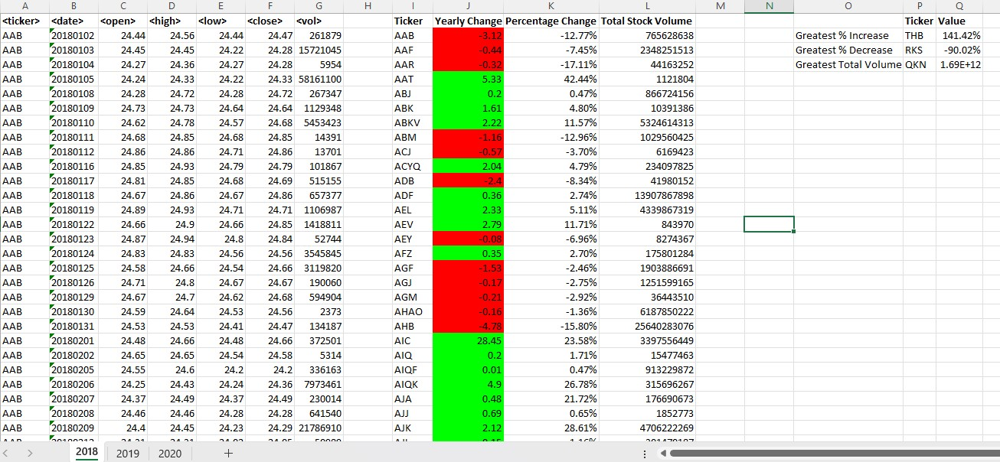 A B C D E F G H I J K L M N O P Q
<ticker> <date> <open> <high> <low> <close> <vol> Ticker Yearly Change Percentage Change Total Stock Volume Ticker Value
AAB 20180102 24.44 24.56 24.44 24.47 261879 AAB -3.12 -12.77% 765628638 Greatest % Increase THB 141.42%
AAB 20180103 24.45 24.45 24.22 24.28 15721045 AAF -0.44 -7.45% 2348251513 Greatest % Decrease RKS -90.02%
AAB 20180104 24.27 24.36 24.27 24.28 5954 AAR -0.32 -17.11% 44163252 Greatest Total Volume QKN 1.69E+12
AAB 20180105 24.24 24.33 24.22 24.33 58161100 AAT 5.33 42.44% 1121804
AAB 20180108 24.28 24.72 24.28 24.72 267347 ABJ 0.2 0.47% 866724156
AAB 20180109 24.73 24.73 24.64 24.64 1129348 ABK 1.61 4.80% 10391386
AAB 20180110 24.62 24.78 24.57 24.68 5453423 ABKV 2.22 11.57% 5324614313
AAB 20180111 24.68 24.85 24.68 24.85 14391 ABM -1.16 -12.96% 1029560425
AAB 20180112 24.86 24.86 24.71 24.86 13701 ACJ -0.57 -3.70% 6169423
AAB 20180116 24.85 24.93 24.79 24.79 101867 ACYQ 2.04 4.79% 234097825
AAB 20180117 24.81 24.85 24.68 24.69 515155 ADB -2.4 -8.34% 41980152
AAB 20180118 24.67 24.86 24.67 24.86 657377 ADF 0.36 2.74% 13907867898
AAB 20180119 24.89 24.93 24.71 24.71 1106987 AEL 2.33 5.11% 4339867319
AAB 20180122 24.66 24.9 24.66 24.85 1418811 AEV 2.79 11.71% 843970
AAB 20180123 24.87 24.94 24.8 24.84 52744 AEY -0.08 -6.96% 8274367
AAB 20180124 24.83 24.83 24.56 24.56 3545845 AFZ 0.35 2.70% 175801284
AAB 20180125 24.58 24.66 24.54 24.66 3119820 AGF -1.53 -2.46% 1903886691
AAB 20180126 24.71 24.8 24.67 24.67 190060 AGJ -0.17 -2.75% 1251599165
AAB 20180129 24.67 24.7 24.62 24.68 594904 AGM -0.21 -2.92% 36443510
AAB 20180130 24.59 24.64 24.53 24.56 2373 AHAO -0.16 -1.36% 6187850222
AAB 20180131 24.53 24.53 24.41 24.47 134187 AHB -4.78 -15.80% 25640283076
AAB 20180201 24.48 24.66 24.48 24.66 372501 AIC 28.45 23.58% 3397556449
AAB 20180202 24.65 24.65 24.54 24.58 5314 AIQ 0.2 1.71% 15477463
AAB 20180205 24.55 24.6 24.2 24.2 336163 AIQF 0.01 0.47% 913229872
AAB 20180206 24.25 24.43 24.24 24.36 7973461 AIQK 4.9 26.78% 315696267
AAB 20180207 24.37 24.49 24.37 24.49 230014 AJA 0.48 21.72% 176690673
AAB 20180208 24.46 24.46 24.28 24.28 641540 AJJ 0.69 0.65% 1852773
AAB 20180209 24.4 24.45 24.23 24.29 21786910 AJK 2.12 28.61% 4706222269
2018 2019 2020